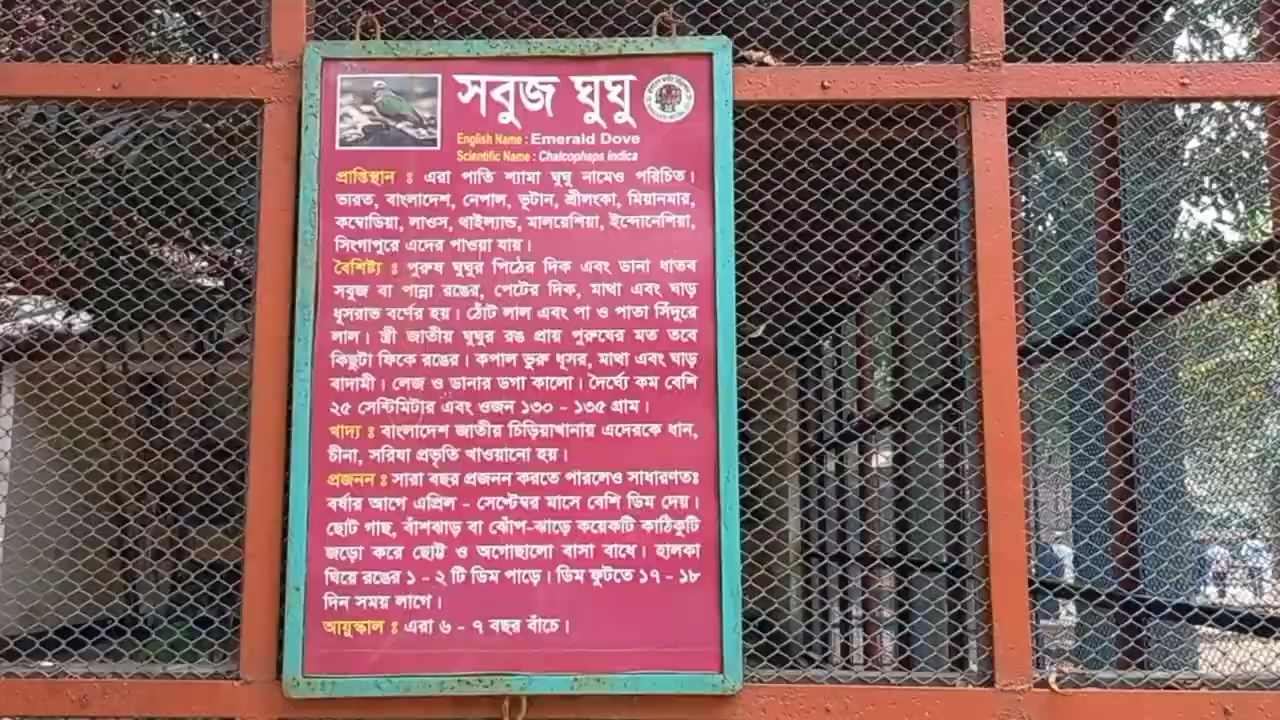 সবুজ ঘুঘু
English Name : Emerald Dove
Scientific Name : Chalcophaps indica
প্রাপ্তিস্থান : এরা পাতি শ্যামা ঘুঘু নামেও পরিচিত।
ভারত, বাংলাদেশ, নেপাল, ভূটান, শ্রীলংকা, মিয়ানমার,
কম্বোডিয়া, লাওস, থাইল্যান্ড, মালয়েশিয়া, ইন্দোনেশিয়া,
সিংগাপুরে এদের পাওয়া যায়।
বৈশিষ্ট্য : পুরুষ ঘুঘুর পিঠের দিক এবং ডানা ধাতব
সবুজ বা পান্না রঙের, পেটের দিক, মাথা এবং ঘাড়
ধূসরাভ বর্ণের হয়। ঠোঁট লাল এবং পা ও পাতা সিঁদুরে
লাল। স্ত্রী জাতীয় ঘুঘুর রঙ প্রায় পুরুষের মত তবে
কিছুটা ফিকে রঙের। কপাল ভুরু ধূসর, মাথা এবং ঘাড়
বাদামী। লেজ ও ডানার ডগা কালো। দৈর্ঘ্যে কম বেশি
২৫ সেন্টিমিটার এবং ওজন ১৩০ - ১৩৫ গ্রাম।
খাদ্য : বাংলাদেশ জাতীয় চিড়িয়াখানায় এদেরকে ধান,
চীনা, সরিষা প্রভৃতি খাওয়ানো হয়।
প্রজনন : সারা বছর প্রজনন করতে পারলেও সাধারণতঃ
বর্ষার আগে এপ্রিল - সেপ্টেম্বর মাসে বেশি ডিম দেয়।
ছোট গাছ, বাঁশঝাড় বা ঝোঁপ-ঝাড়ে কয়েকটি কাঠিকুটি
জড়ো করে ছোট্ট ও অগোছালো বাসা বাধে। হালকা
ঘিয়ে রঙের ১ - ২ টি ডিম পাড়ে। ডিম ফুটতে ১৭ - ১৮
দিন সময় লাগে।
আয়ুস্কাল : এরা ৬ - ৭ বছর বাঁচে।